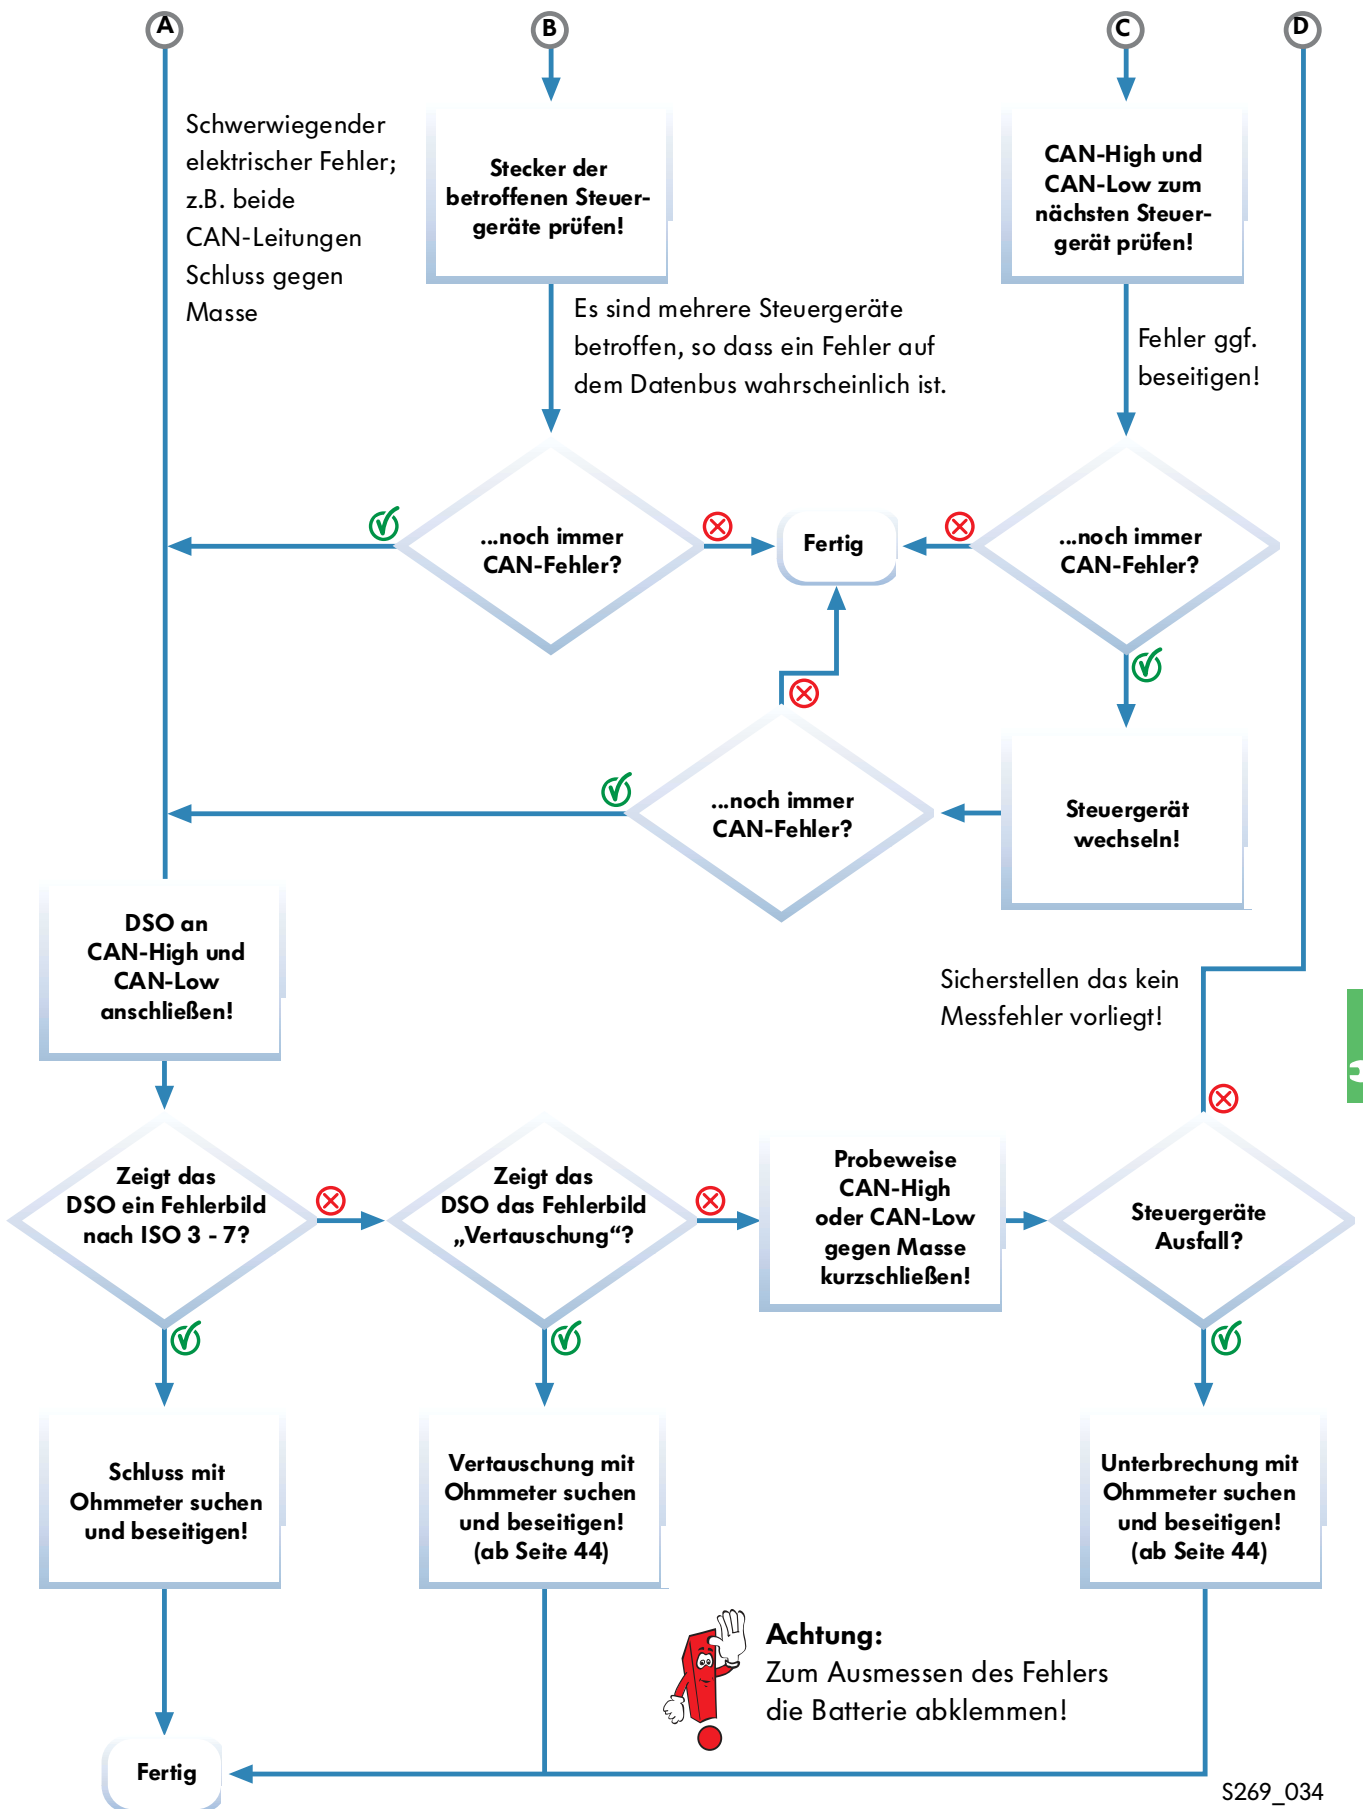 A
B
C
D
Schwerwiegender
elektrischer Fehler;
z.B. beide
CAN-Leitungen
Schluss gegen
Masse
Stecker der
betroffenen Steuer-
geräte prüfen!
CAN-High und
CAN-Low zum
nächsten Steuer-
gerät prüfen!
Es sind mehrere Steuergeräte
betroffen, so dass ein Fehler auf
dem Datenbus wahrscheinlich ist.
Fehler ggf.
beseitigen!
...noch immer
CAN-Fehler?
Fertig
...noch immer
CAN-Fehler?
...noch immer
CAN-Fehler?
Steuergerät
wechseln!
DSO an
CAN-High und
CAN-Low
anschließen!
Sicherstellen das kein
Messfehler vorliegt!
Zeigt das
DSO ein Fehlerbild
nach ISO 3 - 7?
Zeigt das
DSO das Fehlerbild
„Vertauschung“?
Probeweise
CAN-High
oder CAN-Low
gegen Masse
kurzschließen!
Steuergeräte
Ausfall?
Schluss mit
Ohmmeter suchen
und beseitigen!
Vertauschung mit
Ohmmeter suchen
und beseitigen!
(ab Seite 44)
Unterbrechung mit
Ohmmeter suchen
und beseitigen!
(ab Seite 44)
Achtung:
Zum Ausmessen des Fehlers
die Batterie abklemmen!
Fertig
S269_034